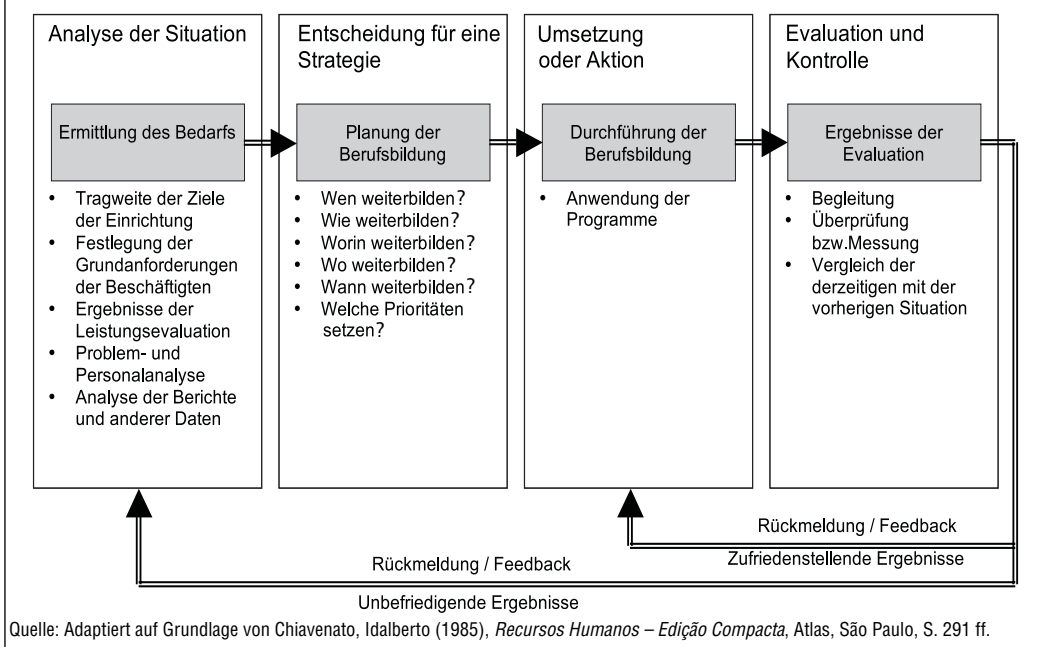 Analyse der Situation
Ermittlung des Bedarfs
• Tragweite der Ziele
der Einrichtung
• Festlegung der
Grundanforderungen
der Beschäftigten
• Ergebnisse der
Leistungsevaluation
• Problem- und
Personalanalyse
• Analyse der Berichte
und anderer Daten
Entscheidung für eine
Strategie
Planung der
Berufsbildung
• Wen weiterbilden?
• Wie weiterbilden?
• Worin weiterbilden?
• Wo weiterbilden?
• Wann weiterbilden?
• Welche Prioritäten
setzen?
Umsetzung
oder Aktion
Durchführung der
Berufsbildung
• Anwendung der
Programme
Evaluation und
Kontrolle
Ergebnisse der
Evaluation
• Begleitung
• Überprüfung
bzw.Messung
• Vergleich der
derzeitigen mit der
vorherigen Situation
Rückmeldung / Feedback
Zufriedenstellende Ergebnisse
Rückmeldung / Feedback
Unbefriedigende Ergebnisse
Quelle: Adaptiert auf Grundlage von Chiavenato, Idalberto (1985), Recursos Humanos – Edição Compacta, Atlas, São Paulo, S. 291 ff.